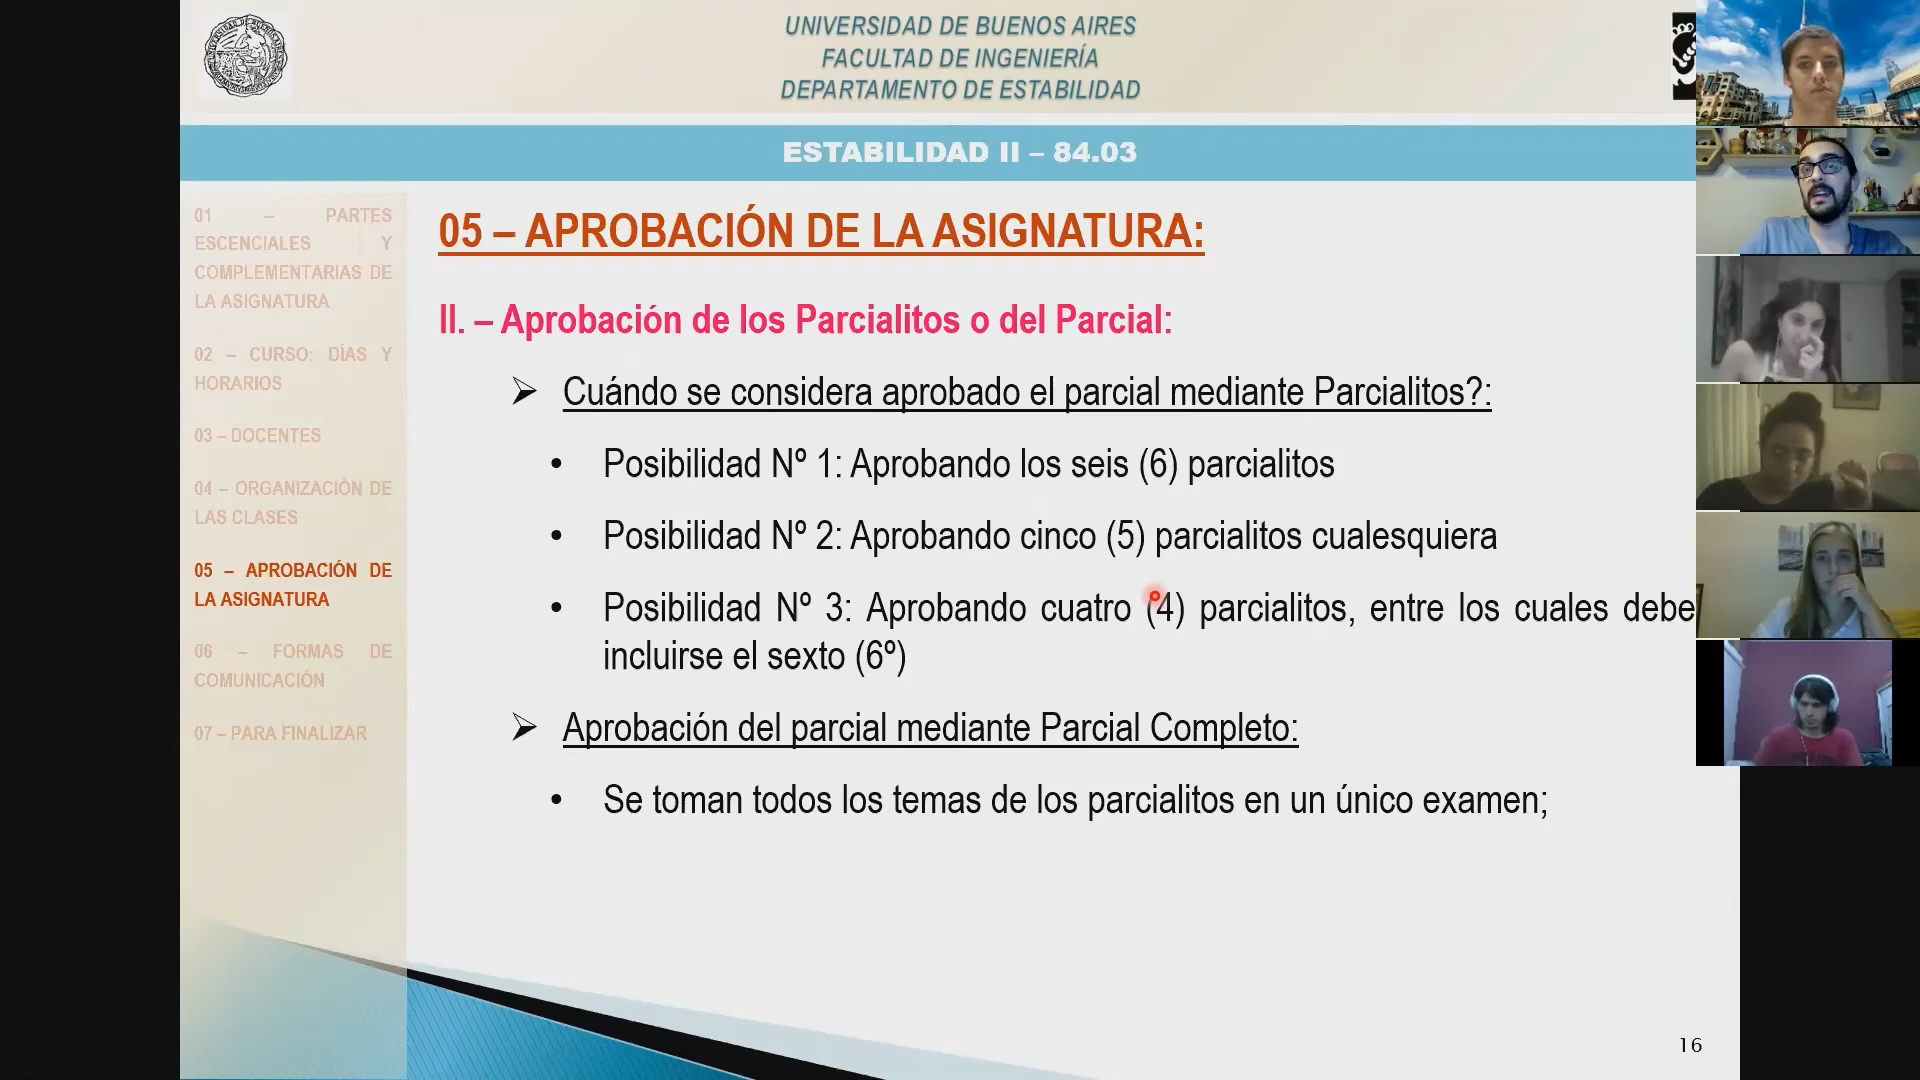 UNIVERSIDAD DE BUENOS AIRES
FACULTAD DE INGENIERÍA
DEPARTAMENTO DE ESTABILIDAD
ESTABILIDAD II – 84.03
01 – PARTES
ESCENCIALES Y
COMPLEMENTARIAS DE
LA ASIGNATURA
02 – CURSO: DÍAS Y
HORARIOS
03 – DOCENTES
04 – ORGANIZACIÓN DE
LAS CLASES
05 – APROBACIÓN DE
LA ASIGNATURA
06 – FORMAS DE
COMUNICACIÓN
07 – PARA FINALIZAR
05 – APROBACIÓN DE LA ASIGNATURA:
II. – Aprobación de los Parcialitos o del Parcial:
➢ Cuándo se considera aprobado el parcial mediante Parcialitos?:
• Posibilidad Nº 1: Aprobando los seis (6) parcialitos
• Posibilidad Nº 2: Aprobando cinco (5) parcialitos cualesquiera
• Posibilidad Nº 3: Aprobando cuatro (4) parcialitos, entre los cuales debe
incluirse el sexto (6º)
➢ Aprobación del parcial mediante Parcial Completo:
• Se toman todos los temas de los parcialitos en un único examen;
16